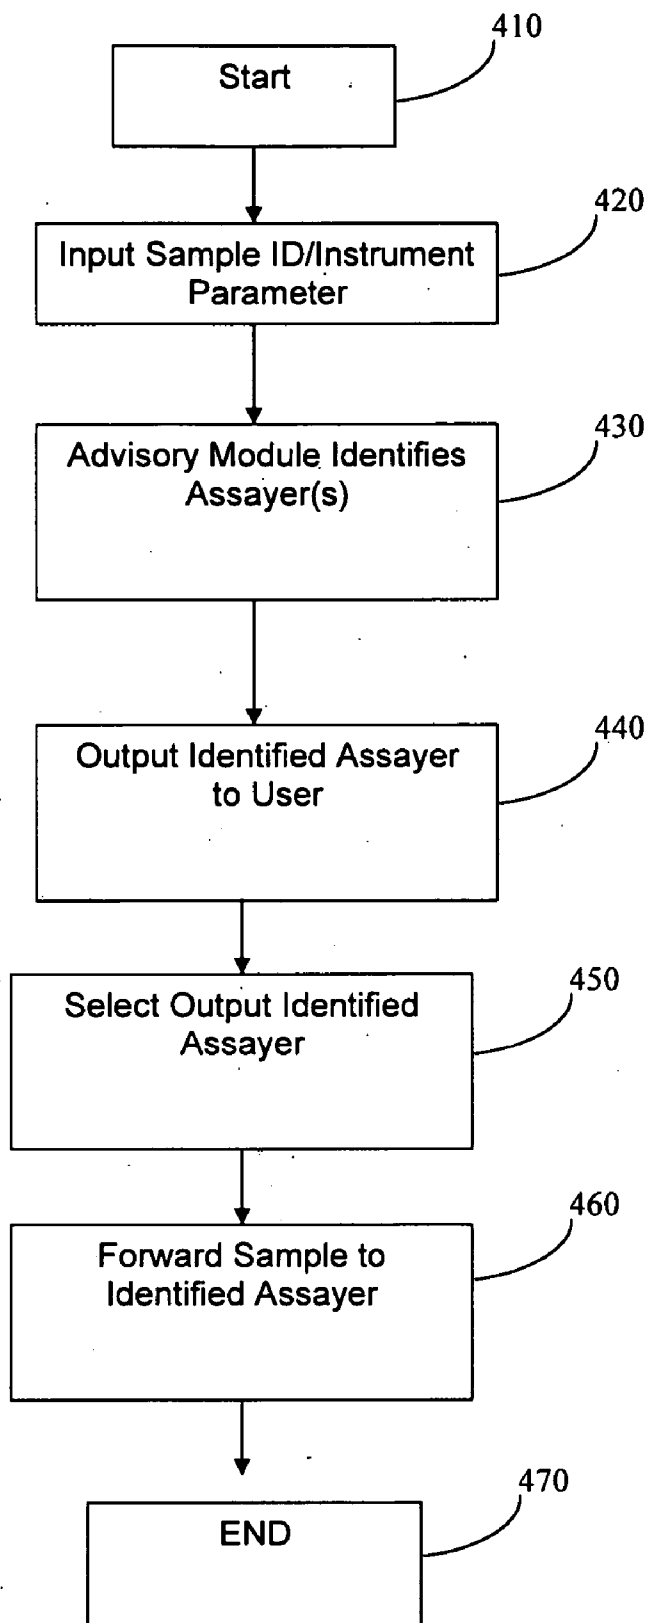 410
Start
420
Input Sample ID/Instrument
Parameter
430
Advisory Module Identifies
Assayer(s)
440
Output Identified Assayer
to User
450
Select Output Identified
Assayer
460
Forward Sample to
Identified Assayer
470
END